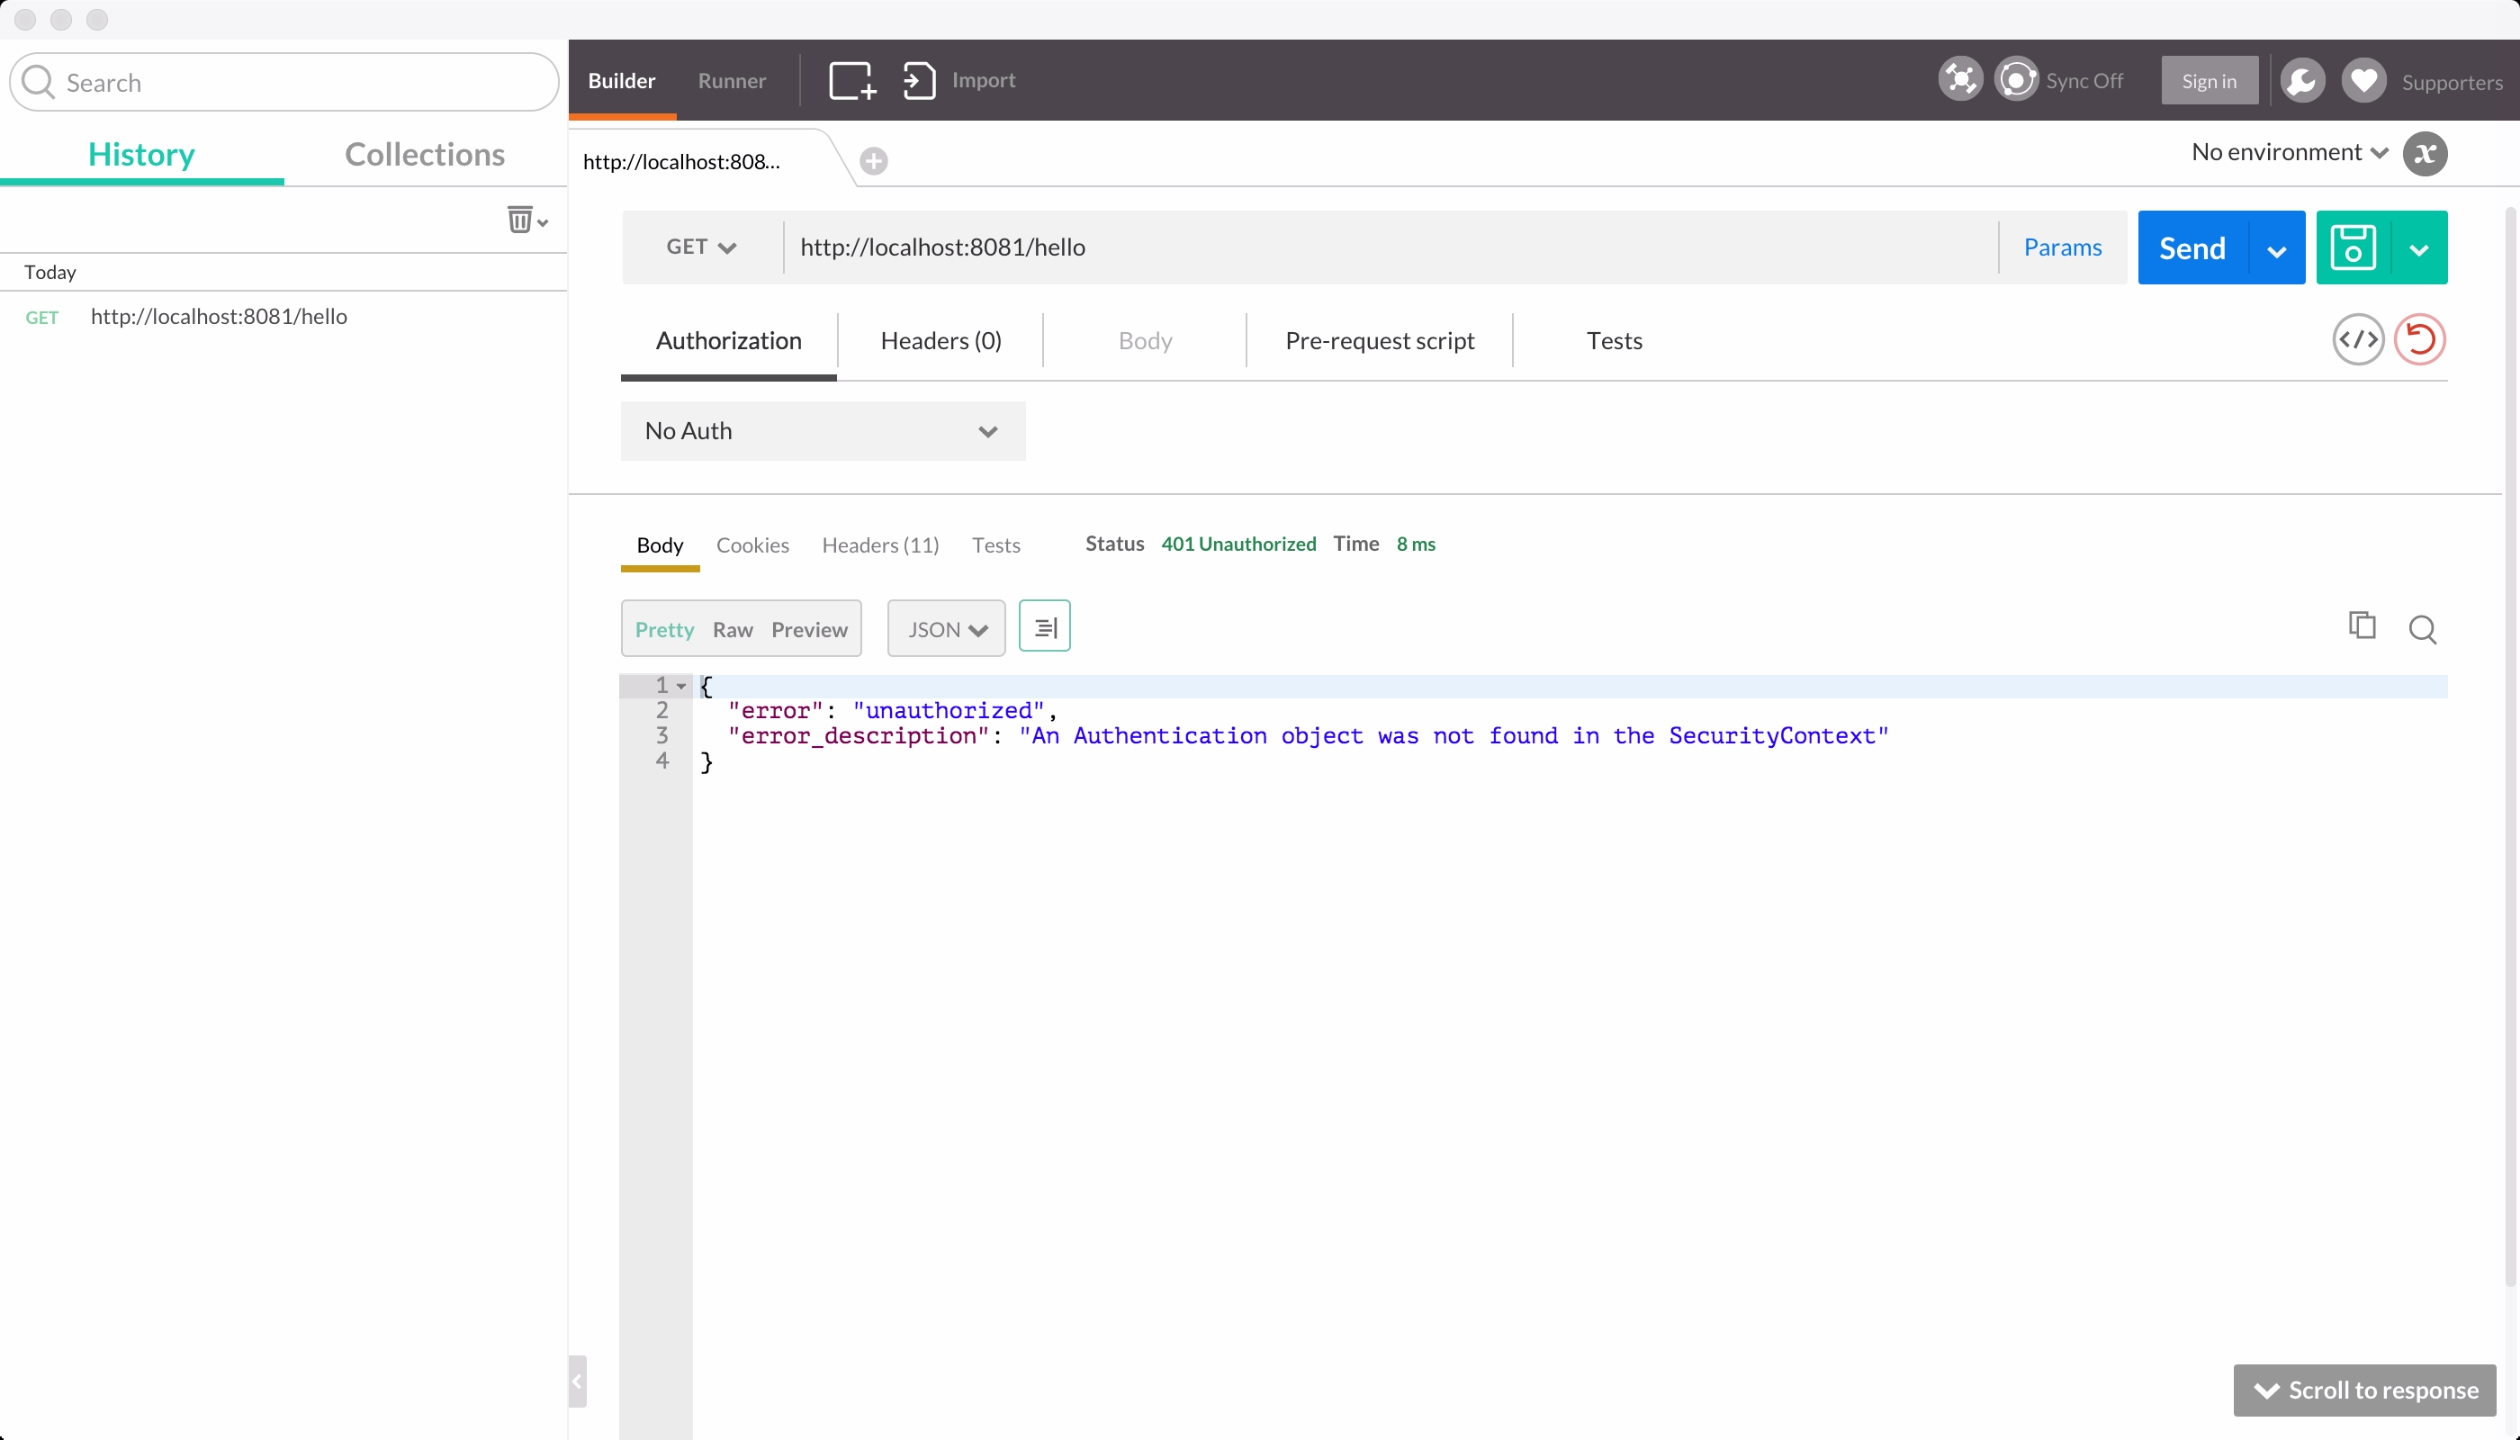 Search
History Collections
Today
GET http://localhost:8081/hello
Builder Runner Import Sync Off Sign in Supporters
http://localhost:808... No environment x
GET http://localhost:8081/hello Params Send
Authorization Headers (0) Body Pre-request script Tests
No Auth
Body Cookies Headers (11) Tests Status 401 Unauthorized Time 8 ms
Pretty Raw Preview JSON
1 {
2 "error": "unauthorized",
3 "error_description": "An Authentication object was not found in the SecurityContext"
4 }
Scroll to response